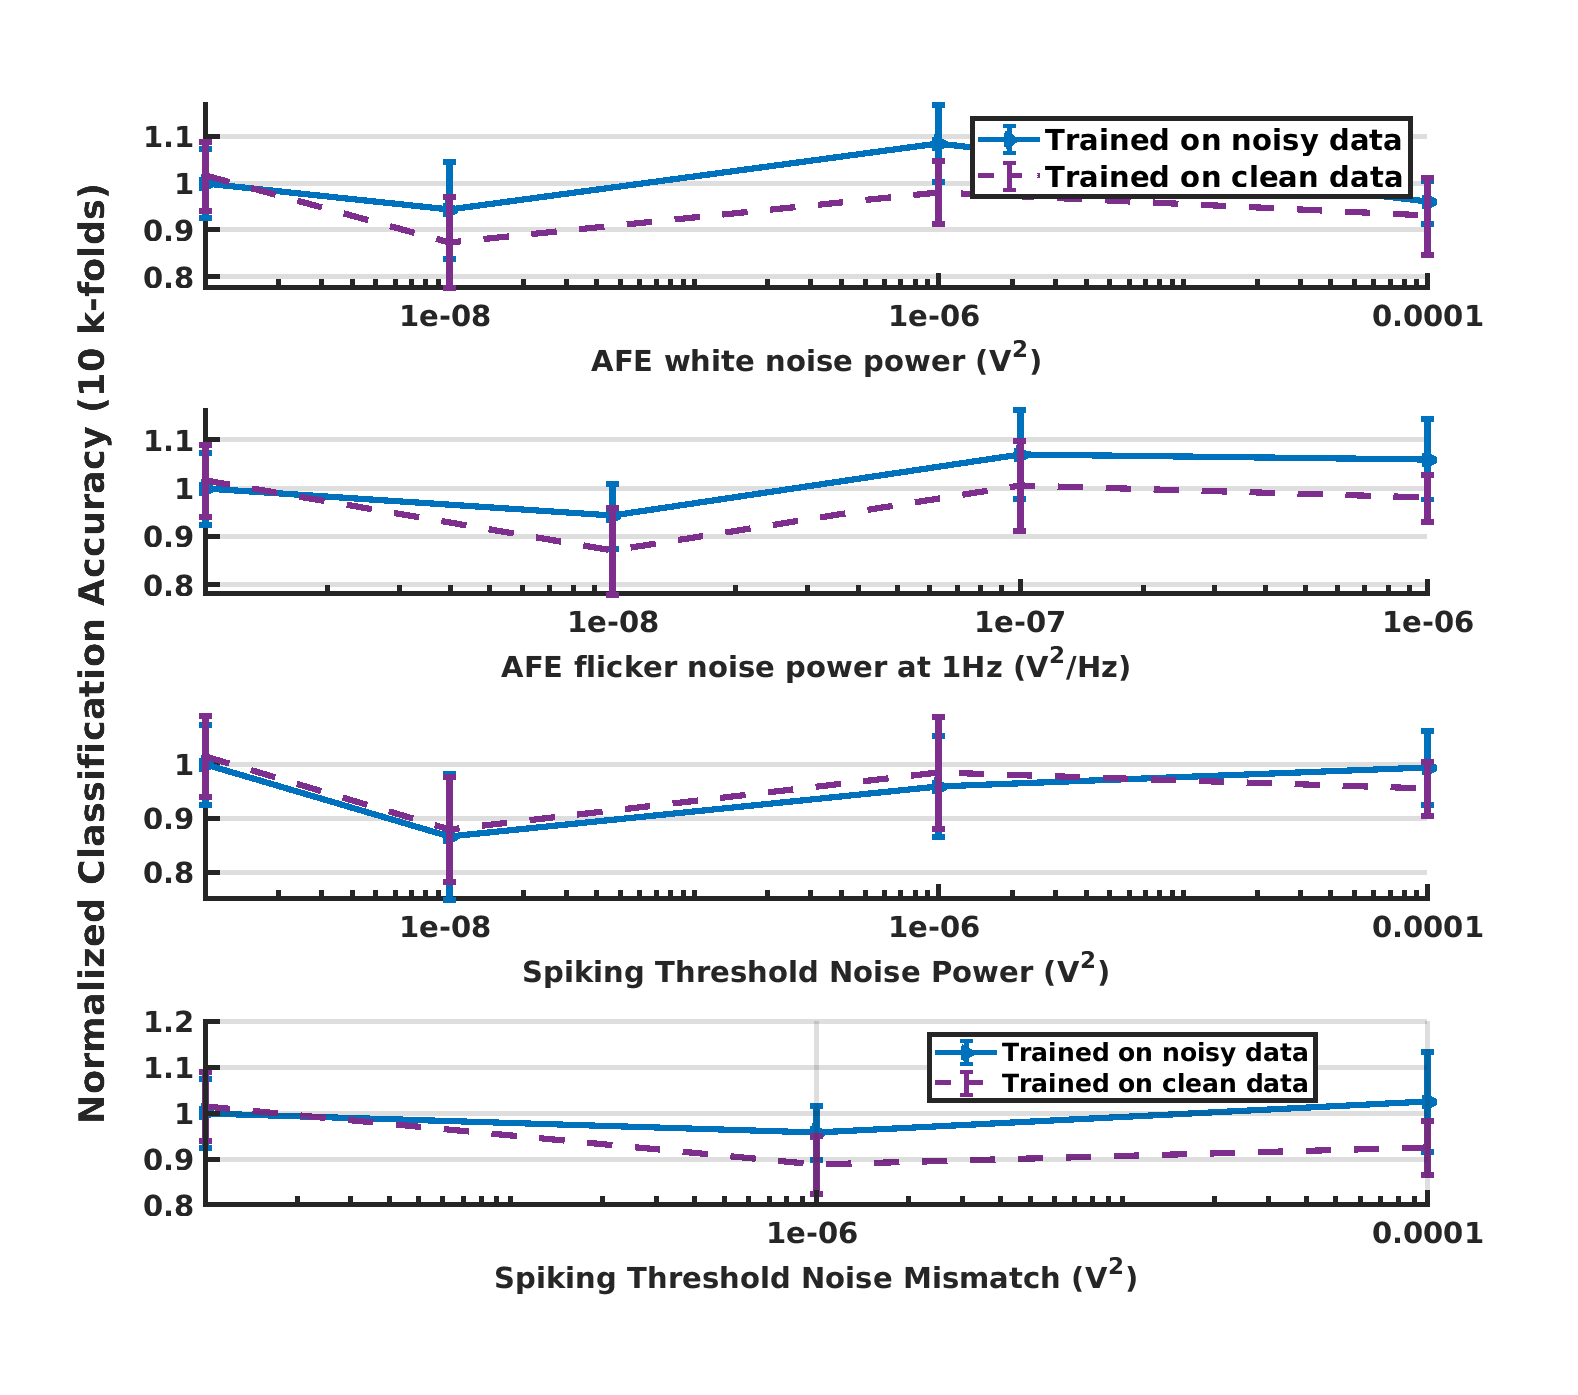 Normalized Classification Accuracy (10 k-folds)
1.1
1
0.9
0.8
Trained on noisy data
Trained on clean data
1e-08 1e-06 0.0001
AFE white noise power (V²)
1.1
1
0.9
0.8
1e-08 1e-07 1e-06
AFE flicker noise power at 1Hz (V²/Hz)
1
0.9
0.8
1e-08 1e-06 0.0001
Spiking Threshold Noise Power (V²)
1.2
1.1
1
0.9
0.8
Trained on noisy data
Trained on clean data
1e-06 0.0001
Spiking Threshold Noise Mismatch (V²)